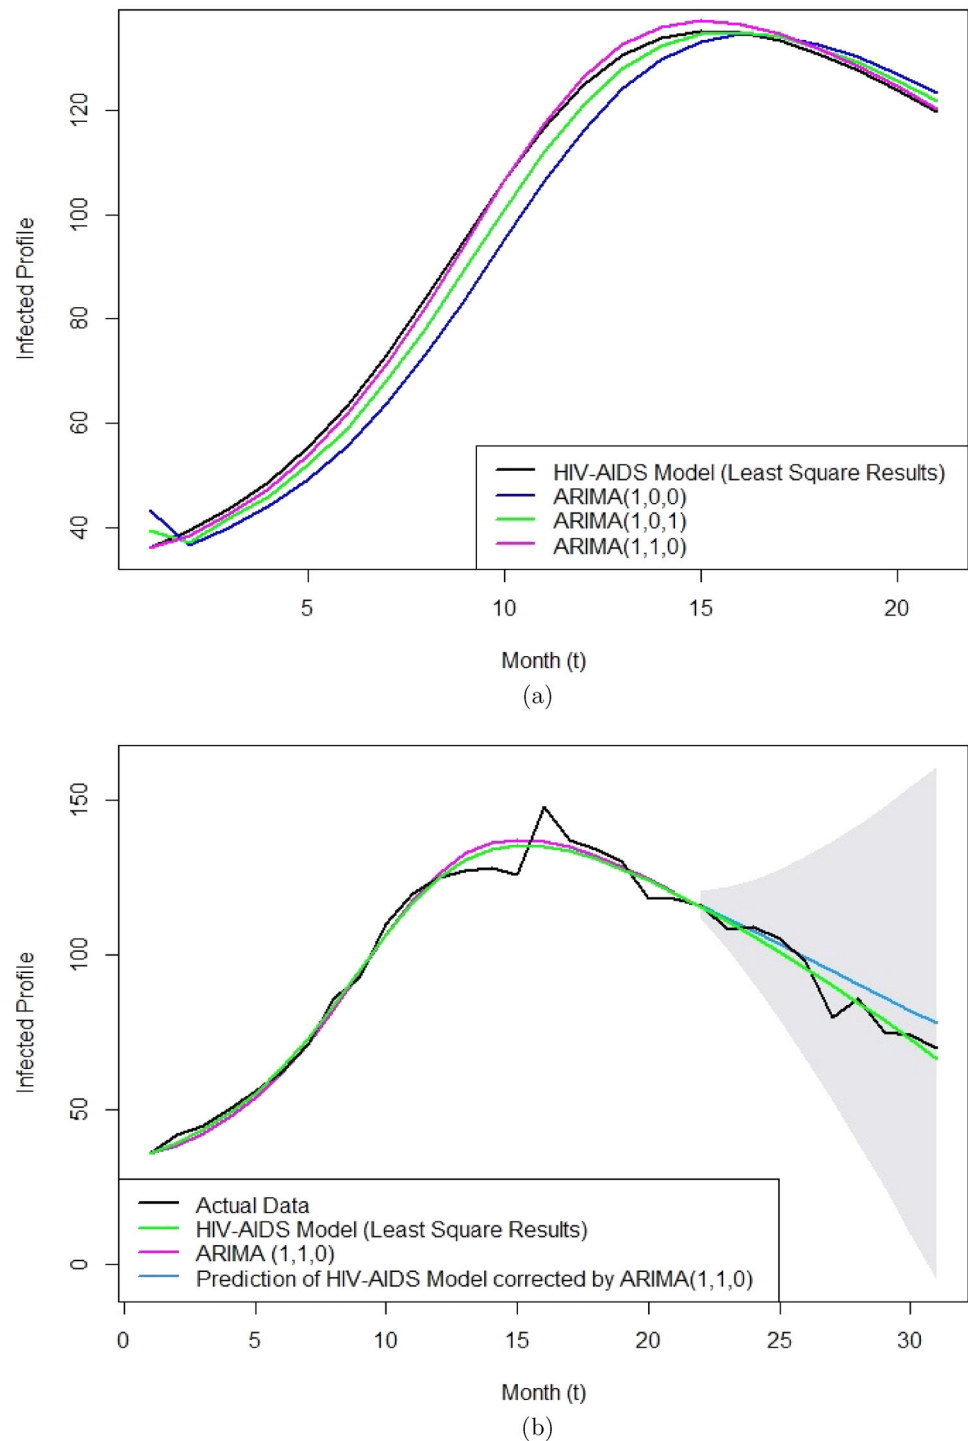 120
100
80
60
40
Infected Profile
HIV-AIDS Model (Least Square Results)
ARIMA(1,0,0)
ARIMA(1,0,1)
ARIMA(1,1,0)
5 10 15 20
Month (t)
(a)
150
100
50
0
Infected Profile
Actual Data
HIV-AIDS Model (Least Square Results)
ARIMA (1,1,0)
Prediction of HIV-AIDS Model corrected by ARIMA(1,1,0)
0 5 10 15 20 25 30
Month (t)
(b)